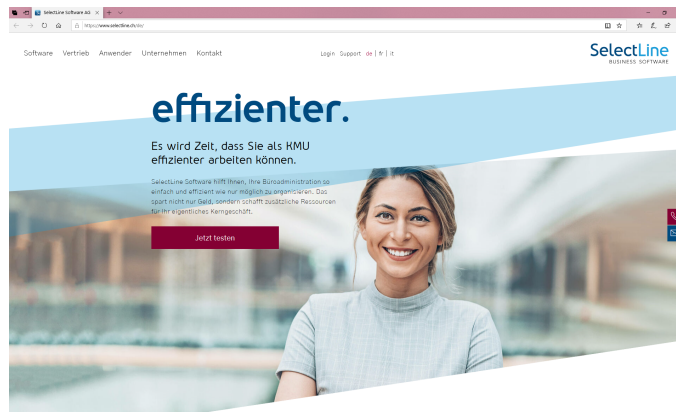 SelectLine Software AG
https://www.selectline.ch/de/
Software Vertrieb Anwender Unternehmen Kontakt
Login Support de | fr | it
SelectLine
BUSINESS SOFTWARE
effizienter.
Es wird Zeit, dass Sie als KMU
effizienter arbeiten können.
SelectLine Software hilft Ihnen, Ihre Büroadministration so
einfach und effizient wie nur möglich zu organisieren. Das
spart nicht nur Geld, sondern schafft zusätzliche Ressourcen
für Ihr eigentliches Kerngeschäft.
Jetzt testen